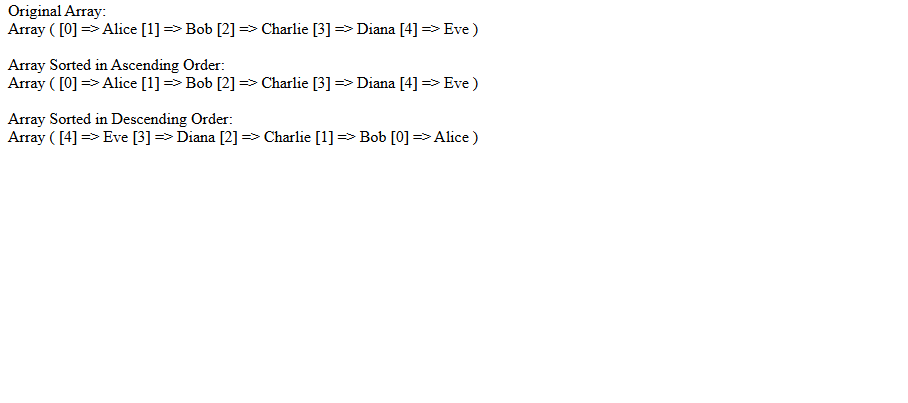 Original Array:
Array ( [0] => Alice [1] => Bob [2] => Charlie [3] => Diana [4] => Eve )
Array Sorted in Ascending Order:
Array ( [0] => Alice [1] => Bob [2] => Charlie [3] => Diana [4] => Eve )
Array Sorted in Descending Order:
Array ( [4] => Eve [3] => Diana [2] => Charlie [1] => Bob [0] => Alice )